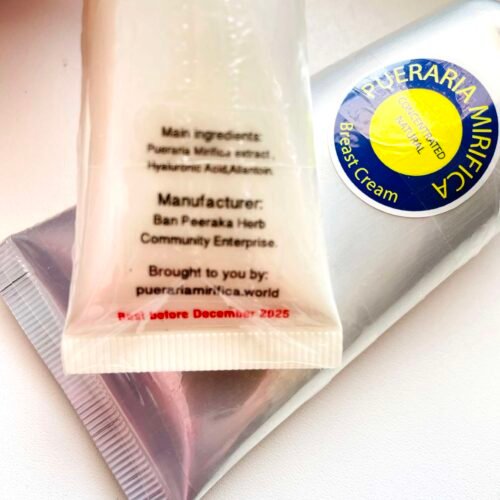 Main ingredients:
Pueraria Mirifica extract,
Hyaluronic Acid,Allantoin.
Manufacturer:
Ban Peeraka Herb
Community Enterprise.
Brought to you by:
puerariamirifica.world
Best before December 2025
PUERARIA MIRIFICA
CONCENTRATED
NATURAL
Breast Cream